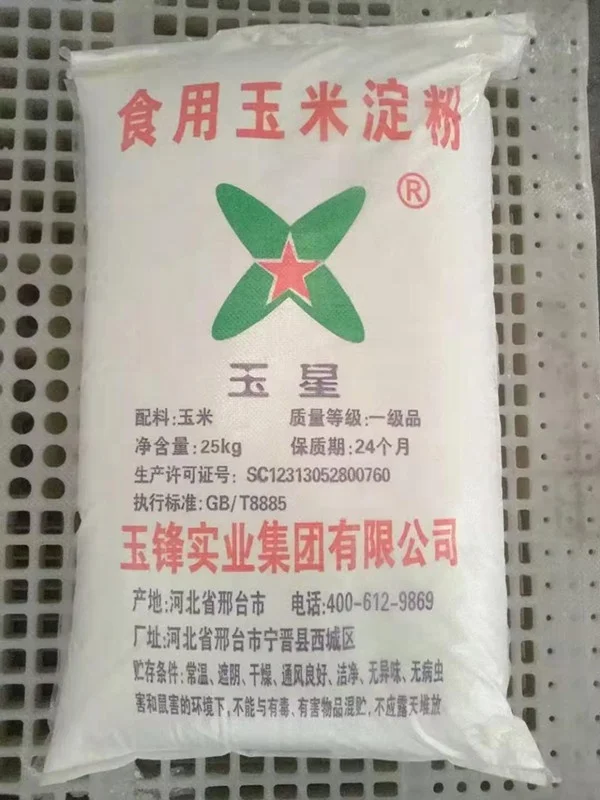 食用玉米淀粉
®
玉星
配料:玉米 质量等级:一级品
净含量:25kg 保质期:24个月
生产许可证号: SC12313052800760
执行标准:GB/T8885
玉锋实业集团有限公司
产地:河北省邢台市 电话:400-612-9869
厂址:河北省邢台市宁晋县西城区
贮存条件:常温、遮阴、干燥、通风良好、洁净、无异味、无病虫
害和鼠害的环境下,不能与有毒、有害物品混贮,不应露天堆放